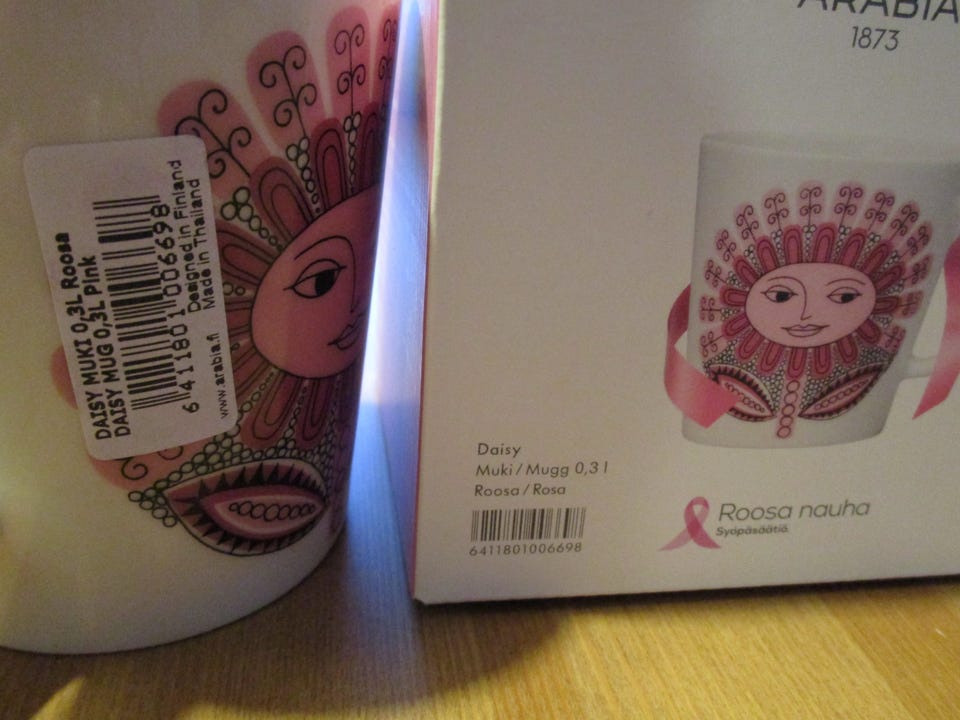 DAISY MUKI 0,3L Roosa
DAISY MUG 0,3L Pink
6 411801 006698
Designed in Finland
Made in Thailand
www.arabia.fi
ARABIA
1873
Daisy
Muki / Mugg 0,3 l
Roosa / Rosa
6411801006698
Roosa nauha
Syöpäsäätiö